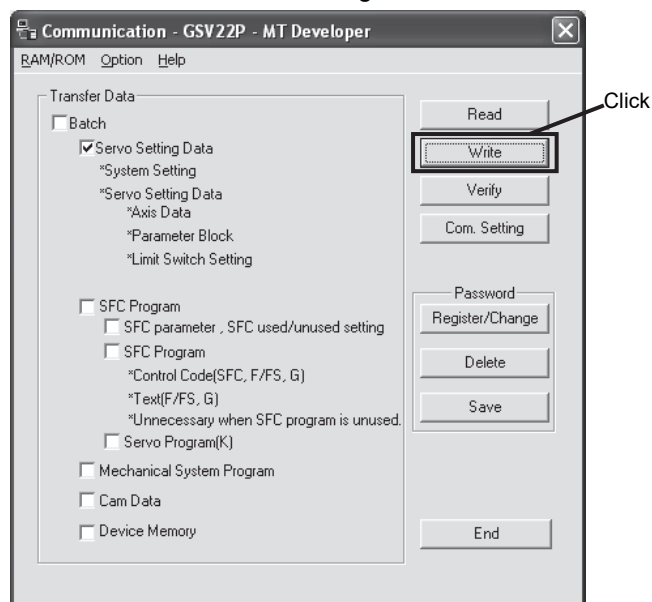 Communication - GSV22P - MT Developer
RAM/ROM Option Help
Transfer Data
Batch
Servo Setting Data
*System Setting
*Servo Setting Data
*Axis Data
*Parameter Block
*Limit Switch Setting
SFC Program
SFC parameter , SFC used/unused setting
SFC Program
*Control Code(SFC, F/FS, G)
*Text(F/FS, G)
*Unnecessary when SFC program is unused.
Servo Program(K)
Mechanical System Program
Cam Data
Device Memory
Click
Read
Write
Verify
Com. Setting
Password
Register/Change
Delete
Save
End